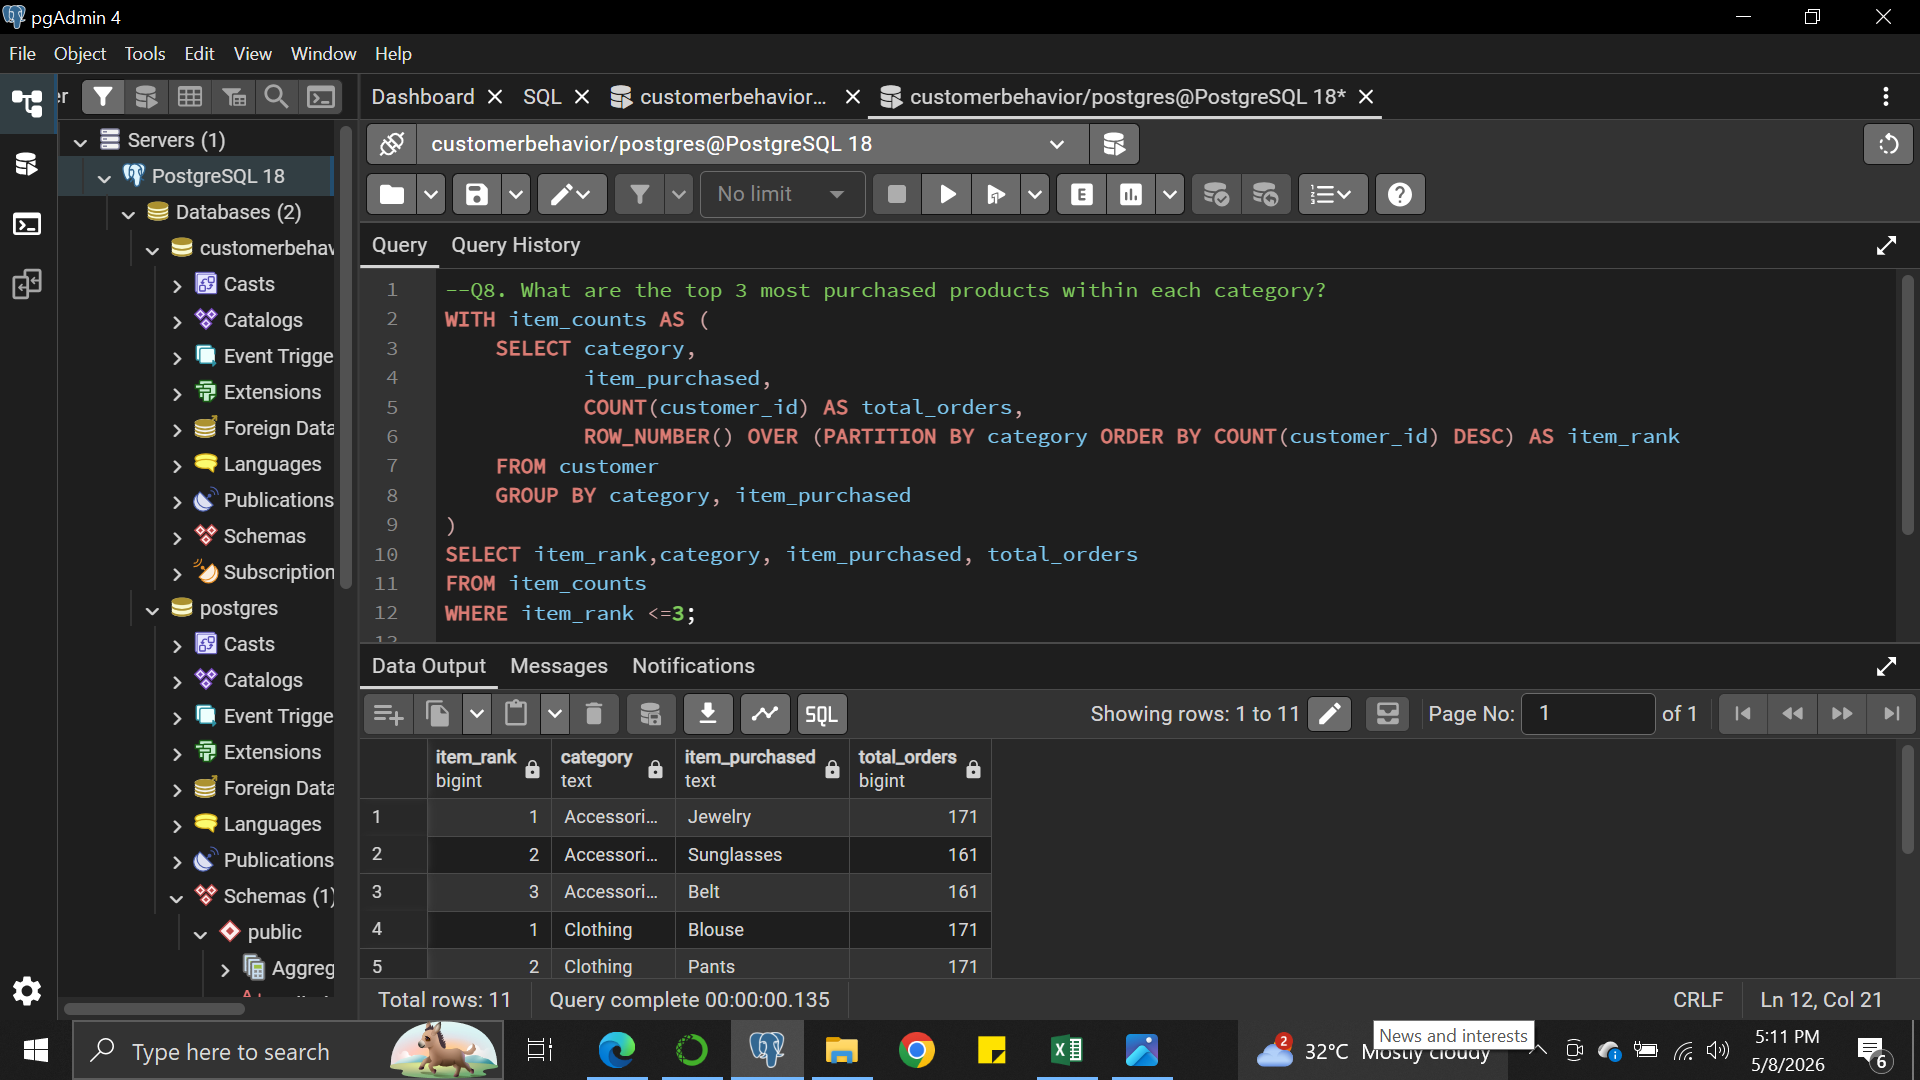 pgAdmin 4
File Object Tools Edit View Window Help
er
Dashboard SQL customerbehavior... customerbehavior/postgres@PostgreSQL 18*
Servers (1)
PostgreSQL 18
Databases (2)
customerbehav
Casts
Catalogs
Event Trigge
Extensions
Foreign Data
Languages
Publications
Schemas
Subscription
postgres
Casts
Catalogs
Event Trigge
Extensions
Foreign Data
Languages
Publications
Schemas (1)
public
Aggreg
customerbehavior/postgres@PostgreSQL 18
No limit
E
Query Query History
1 --Q8. What are the top 3 most purchased products within each category?
2 WITH item_counts AS (
3 SELECT category,
4 item_purchased,
5 COUNT(customer_id) AS total_orders,
6 ROW_NUMBER() OVER (PARTITION BY category ORDER BY COUNT(customer_id) DESC) AS item_rank
7 FROM customer
8 GROUP BY category, item_purchased
9 )
10 SELECT item_rank,category, item_purchased, total_orders
11 FROM item_counts
12 WHERE item_rank <=3;
13
Data Output Messages Notifications
SQL Showing rows: 1 to 11 Page No: 1 of 1
item_rank category item_purchased total_orders
bigint text text bigint
1 1 Accessori... Jewelry 171
2 2 Accessori... Sunglasses 161
3 3 Accessori... Belt 161
4 1 Clothing Blouse 171
5 2 Clothing Pants 171
Total rows: 11 Query complete 00:00:00.135 CRLF Ln 12, Col 21
Type here to search
2
32°C Mostly cloudy
News and interests
5:11 PM
5/8/2026
6